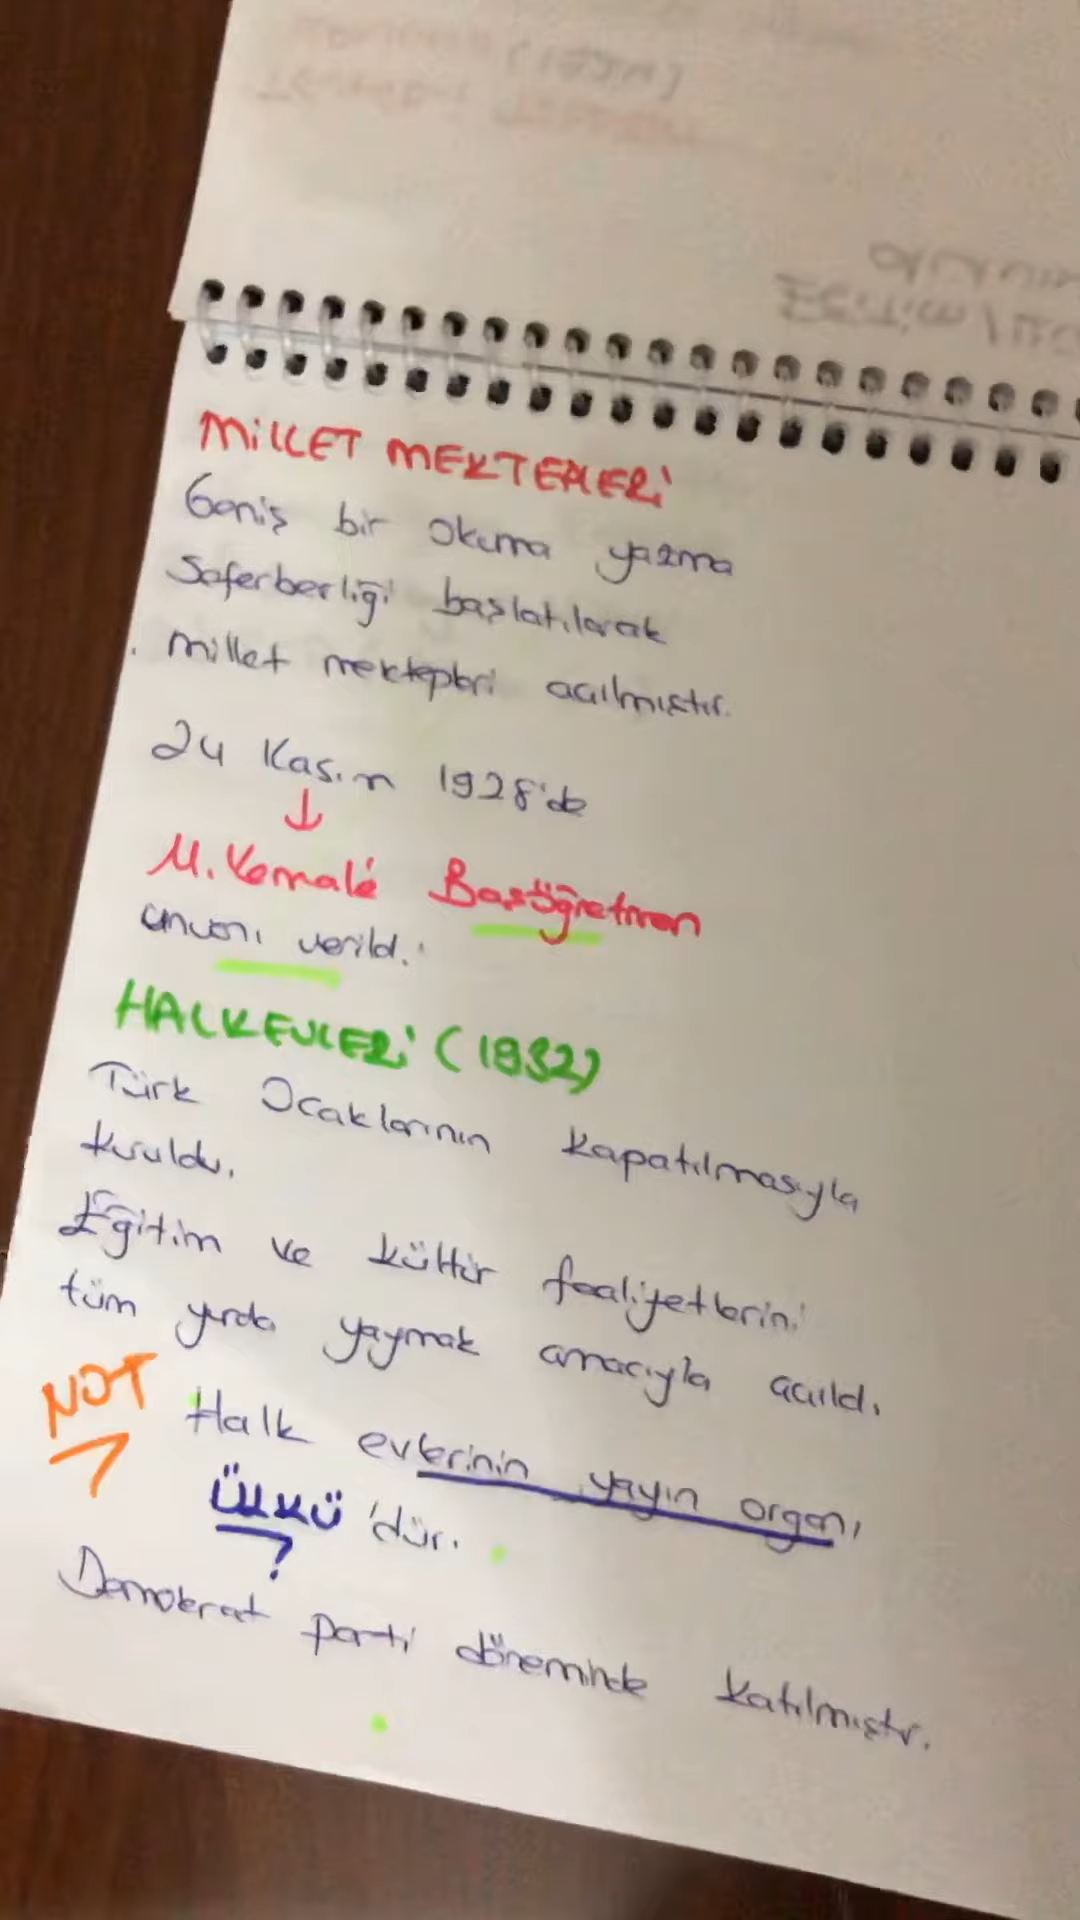 MİLLET MEKTEPLERİ
Geniş bir okuma yazma
Seferberliği başlatılarak
millet mektepleri açılmıştır.
24 Kasım 1928'de
↓
M. Kemal'e Başöğretmen
unvanı verildi.
HALKEVLERİ (1932)
Türk Ocaklarının kapatılmasıyla
kuruldu.
Eğitim ve kültür faaliyetlerini
tüm yurda yaymak amacıyla açıldı.
NOT
Halk evlerinin yayın organı
ÜLKÜ'dür.
?
Demokrat parti döneminde katılmıştır.